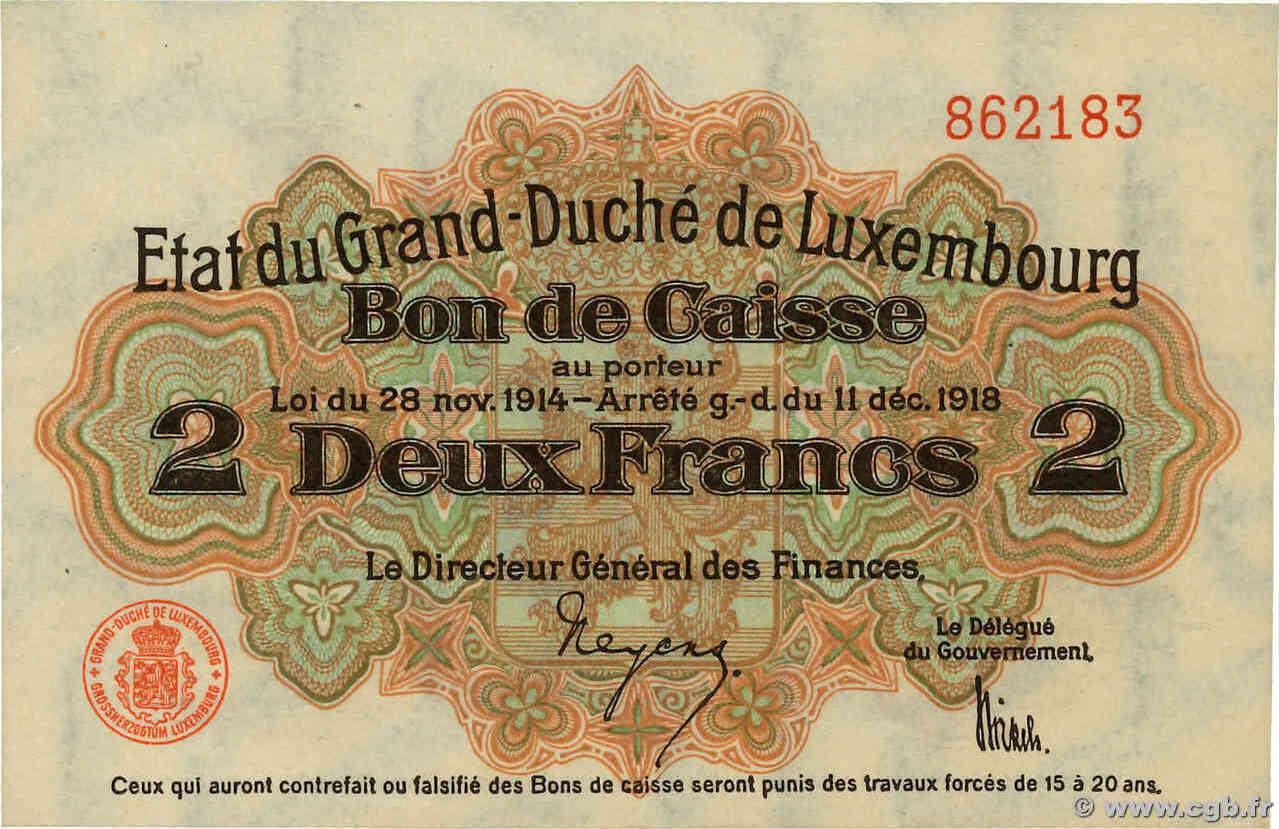 862183
Etat du Grand-Duché de Luxembourg
Bon de Caisse
au porteur
Loi du 28 nov. 1914 – Arrêté g.-d. du 11 déc. 1918
2 Deux Francs 2
Le Directeur Général des Finances.
Neyens.
Le Délégué
du Gouvernement.
GRAND-DUCHÉ DE LUXEMBOURG
GROSSHERZOGTUM LUXEMBURG
Ceux qui auront contrefait ou falsifié des Bons de caisse seront punis des travaux forcés de 15 à 20 ans.
© www.cgb.fr